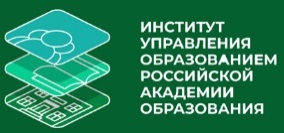 ИНСТИТУТ
УПРАВЛЕНИЯ
ОБРАЗОВАНИЕМ
РОССИЙСКОЙ
АКАДЕМИИ
ОБРАЗОВАНИЯ